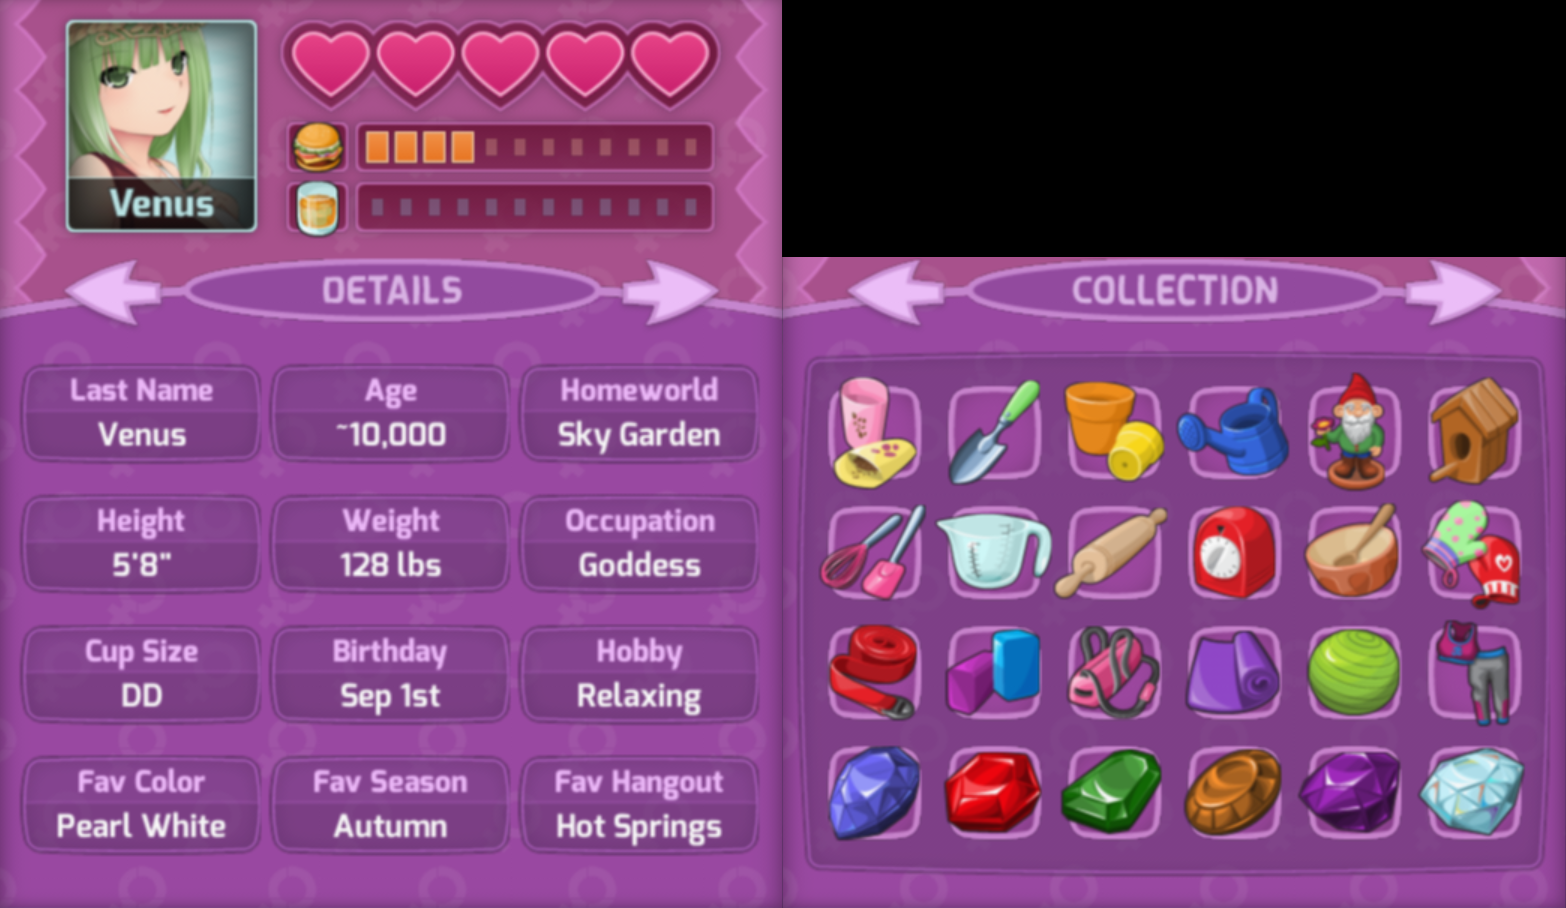 Venus
DETAILS
Last Name
Venus
Age
~10,000
Homeworld
Sky Garden
Height
5'8"
Weight
128 lbs
Occupation
Goddess
Cup Size
DD
Birthday
Sep 1st
Hobby
Relaxing
Fav Color
Pearl White
Fav Season
Autumn
Fav Hangout
Hot Springs
COLLECTION